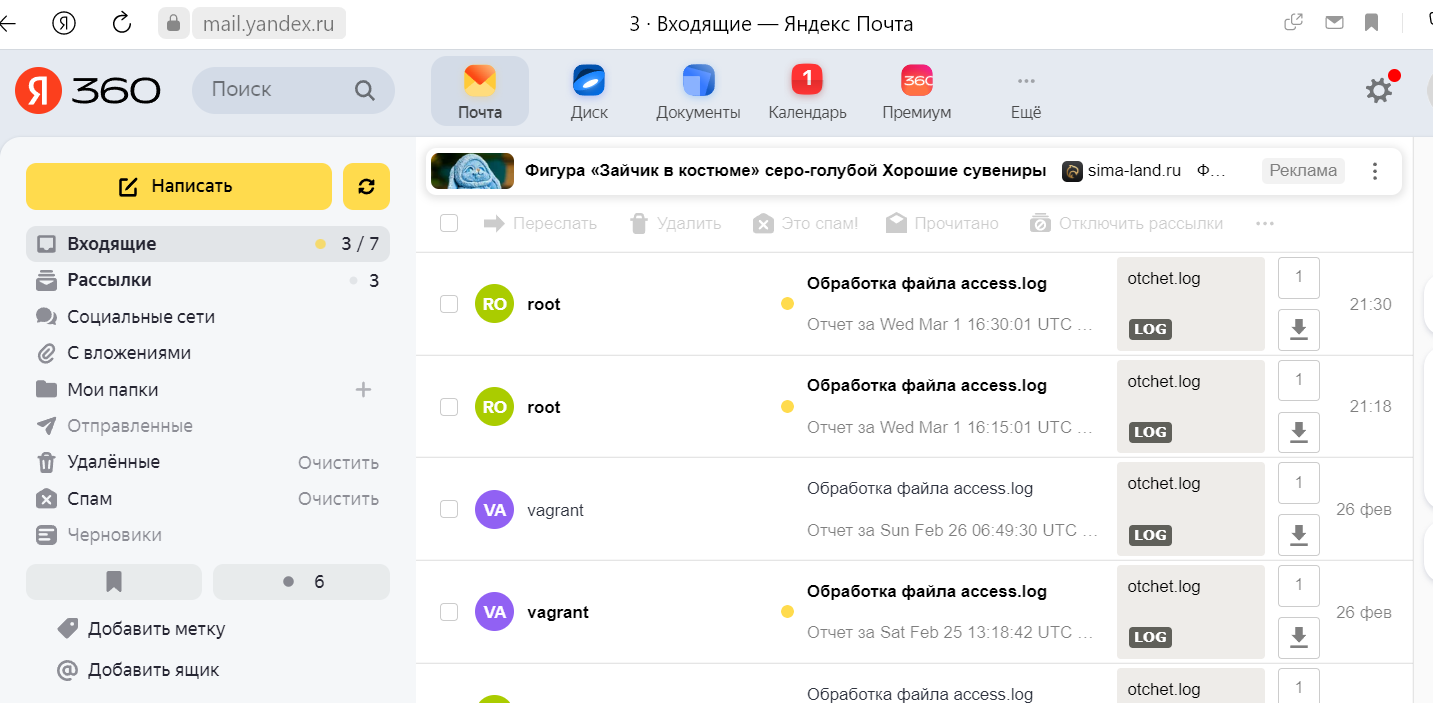 Я
mail.yandex.ru
3 · Входящие — Яндекс Почта
Я 360
Поиск
Почта
Диск
Документы
1
Календарь
360
Премиум
Ещё
Написать
Входящие 3 / 7
Рассылки 3
Социальные сети
С вложениями
Мои папки
Отправленные
Удалённые Очистить
Спам Очистить
Черновики
6
Добавить метку
@ Добавить ящик
Фигура «Зайчик в костюме» серо-голубой Хорошие сувениры sima-land.ru Ф… Реклама
Переслать Удалить Это спам! Прочитано Отключить рассылки
RO root
Обработка файла access.log
Отчет за Wed Mar 1 16:30:01 UTC …
otchet.log
LOG
1
21:30
RO root
Обработка файла access.log
Отчет за Wed Mar 1 16:15:01 UTC …
otchet.log
LOG
1
21:18
VA vagrant
Обработка файла access.log
Отчет за Sun Feb 26 06:49:30 UTC …
otchet.log
LOG
1
26 фев
VA vagrant
Обработка файла access.log
Отчет за Sat Feb 25 13:18:42 UTC …
otchet.log
LOG
1
26 фев
Обработка файла access.log
otchet.log
1